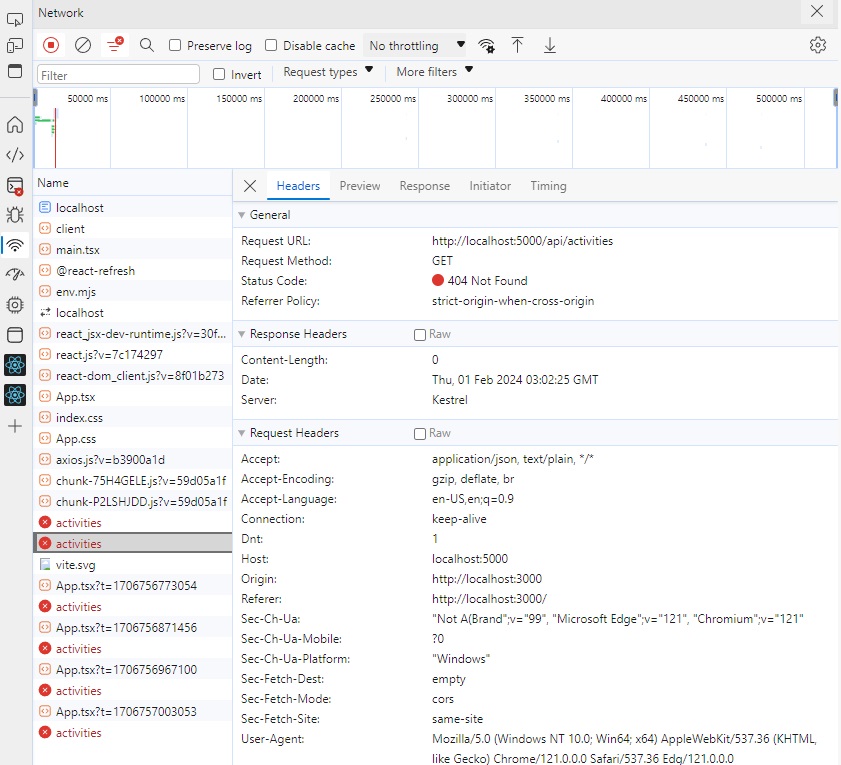 Network
Preserve log Disable cache No throttling
Filter Invert Request types More filters
50000 ms 100000 ms 150000 ms 200000 ms 250000 ms 300000 ms 350000 ms 400000 ms 450000 ms 500000 ms
Name
localhost
client
main.tsx
@react-refresh
env.mjs
localhost
react_jsx-dev-runtime.js?v=30f...
react.js?v=7c174297
react-dom_client.js?v=8f01b273
App.tsx
index.css
App.css
axios.js?v=b3900a1d
chunk-75H4GELE.js?v=59d05a1f
chunk-P2LSHJDD.js?v=59d05a1f
activities
activities
vite.svg
App.tsx?t=1706756773054
activities
App.tsx?t=1706756871456
activities
App.tsx?t=1706756967100
activities
App.tsx?t=1706757003053
activities
Headers Preview Response Initiator Timing
General
Request URL: http://localhost:5000/api/activities
Request Method: GET
Status Code: 404 Not Found
Referrer Policy: strict-origin-when-cross-origin
Response Headers Raw
Content-Length: 0
Date: Thu, 01 Feb 2024 03:02:25 GMT
Server: Kestrel
Request Headers Raw
Accept: application/json, text/plain, */*
Accept-Encoding: gzip, deflate, br
Accept-Language: en-US,en;q=0.9
Connection: keep-alive
Dnt: 1
Host: localhost:5000
Origin: http://localhost:3000
Referer: http://localhost:3000/
Sec-Ch-Ua: "Not A(Brand";v="99", "Microsoft Edge";v="121", "Chromium";v="121"
Sec-Ch-Ua-Mobile: ?0
Sec-Ch-Ua-Platform: "Windows"
Sec-Fetch-Dest: empty
Sec-Fetch-Mode: cors
Sec-Fetch-Site: same-site
User-Agent: Mozilla/5.0 (Windows NT 10.0; Win64; x64) AppleWebKit/537.36 (KHTML,
like Gecko) Chrome/121.0.0.0 Safari/537.36 Edg/121.0.0.0